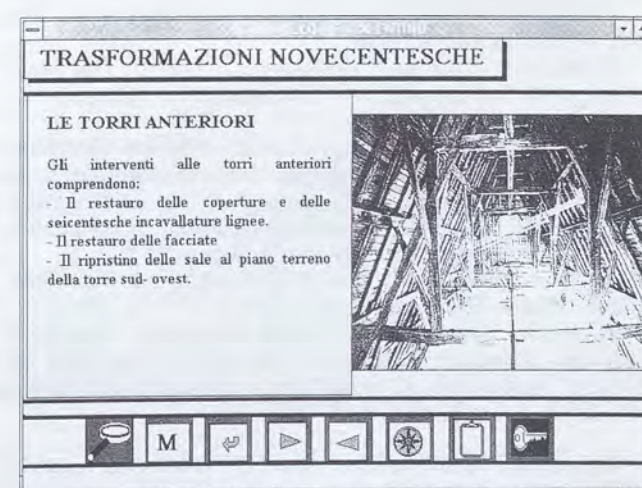 TRASFORMAZIONI NOVECENTESCHE
LE TORRI ANTERIORI
Gli interventi alle torri anteriori
comprendono:
- Il restauro delle coperture e delle
seicentesche incavallature lignee.
- Il restauro delle facciate
- Il ripristino delle sale al piano terreno
della torre sud- ovest.
M